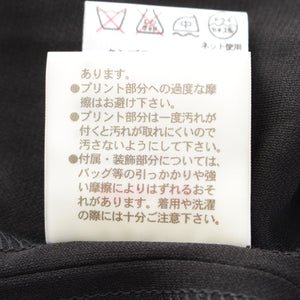 ネット使用
あります。
●プリント部分への過度な摩
擦はお避け下さい。
●プリント部分は一度汚れが
付くと汚れが取れにくいので
汚さないようにして下さい。
●付属・装飾部分については、
バッグ等の引っかかりや強
い摩擦によりはずれるおそ
れがあります。着用や洗濯
の際には十分ご注意下さい。